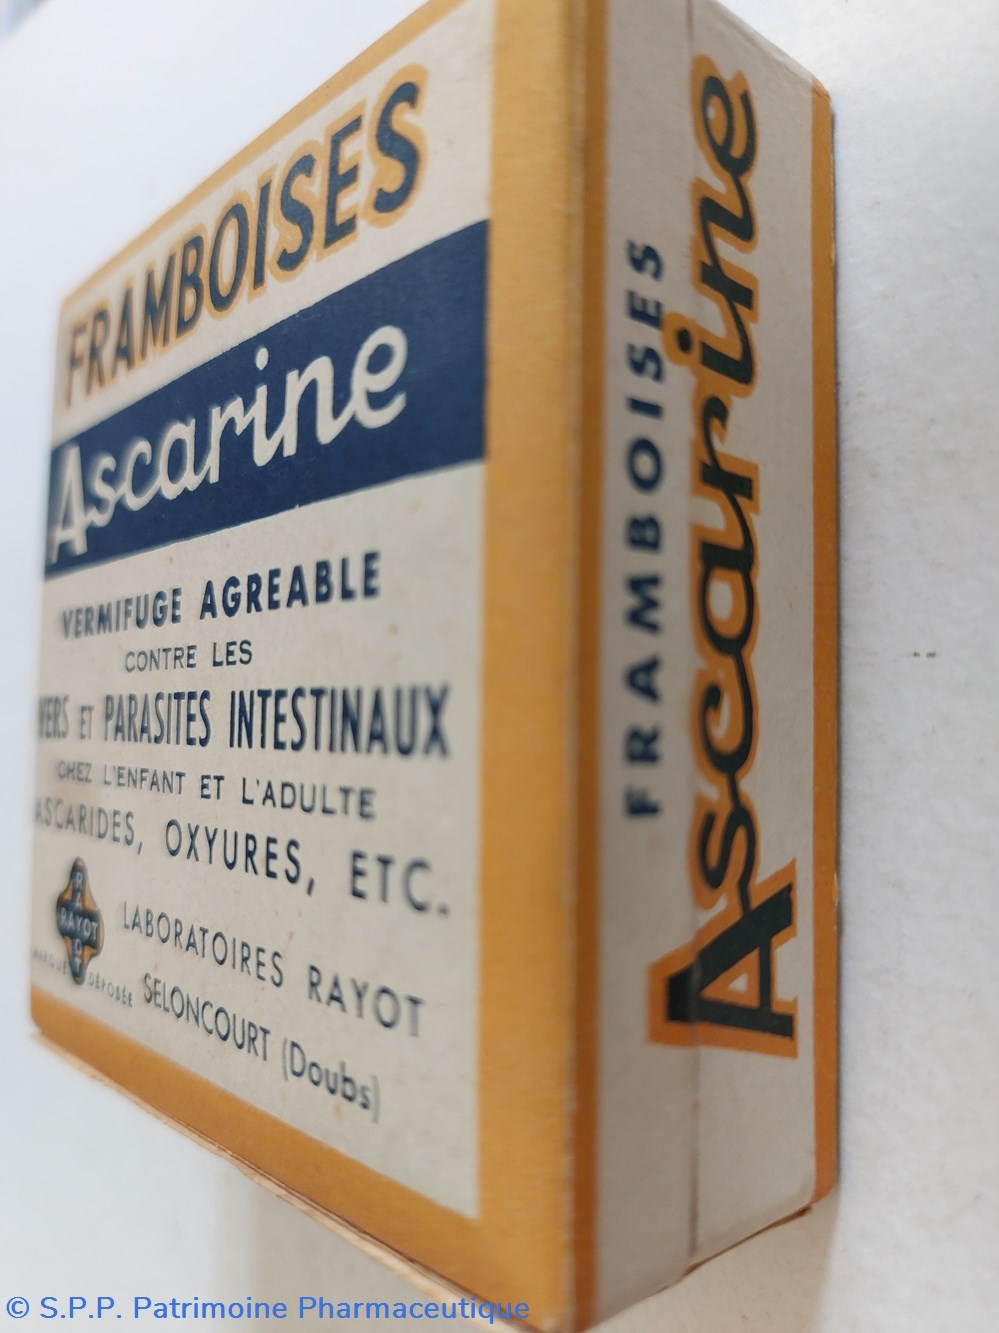 FRAMBOISES
Ascarine
VERMIFUGE AGREABLE
CONTRE LES
VERS ET PARASITES INTESTINAUX
CHEZ L'ENFANT ET L'ADULTE
ASCARIDES, OXYURES, ETC.
RAYOT
MARQUE DÉPOSÉE
LABORATOIRES RAYOT
SELONCOURT (Doubs)
FRAMBOISES
Ascarine
© S.P.P. Patrimoine Pharmaceutique